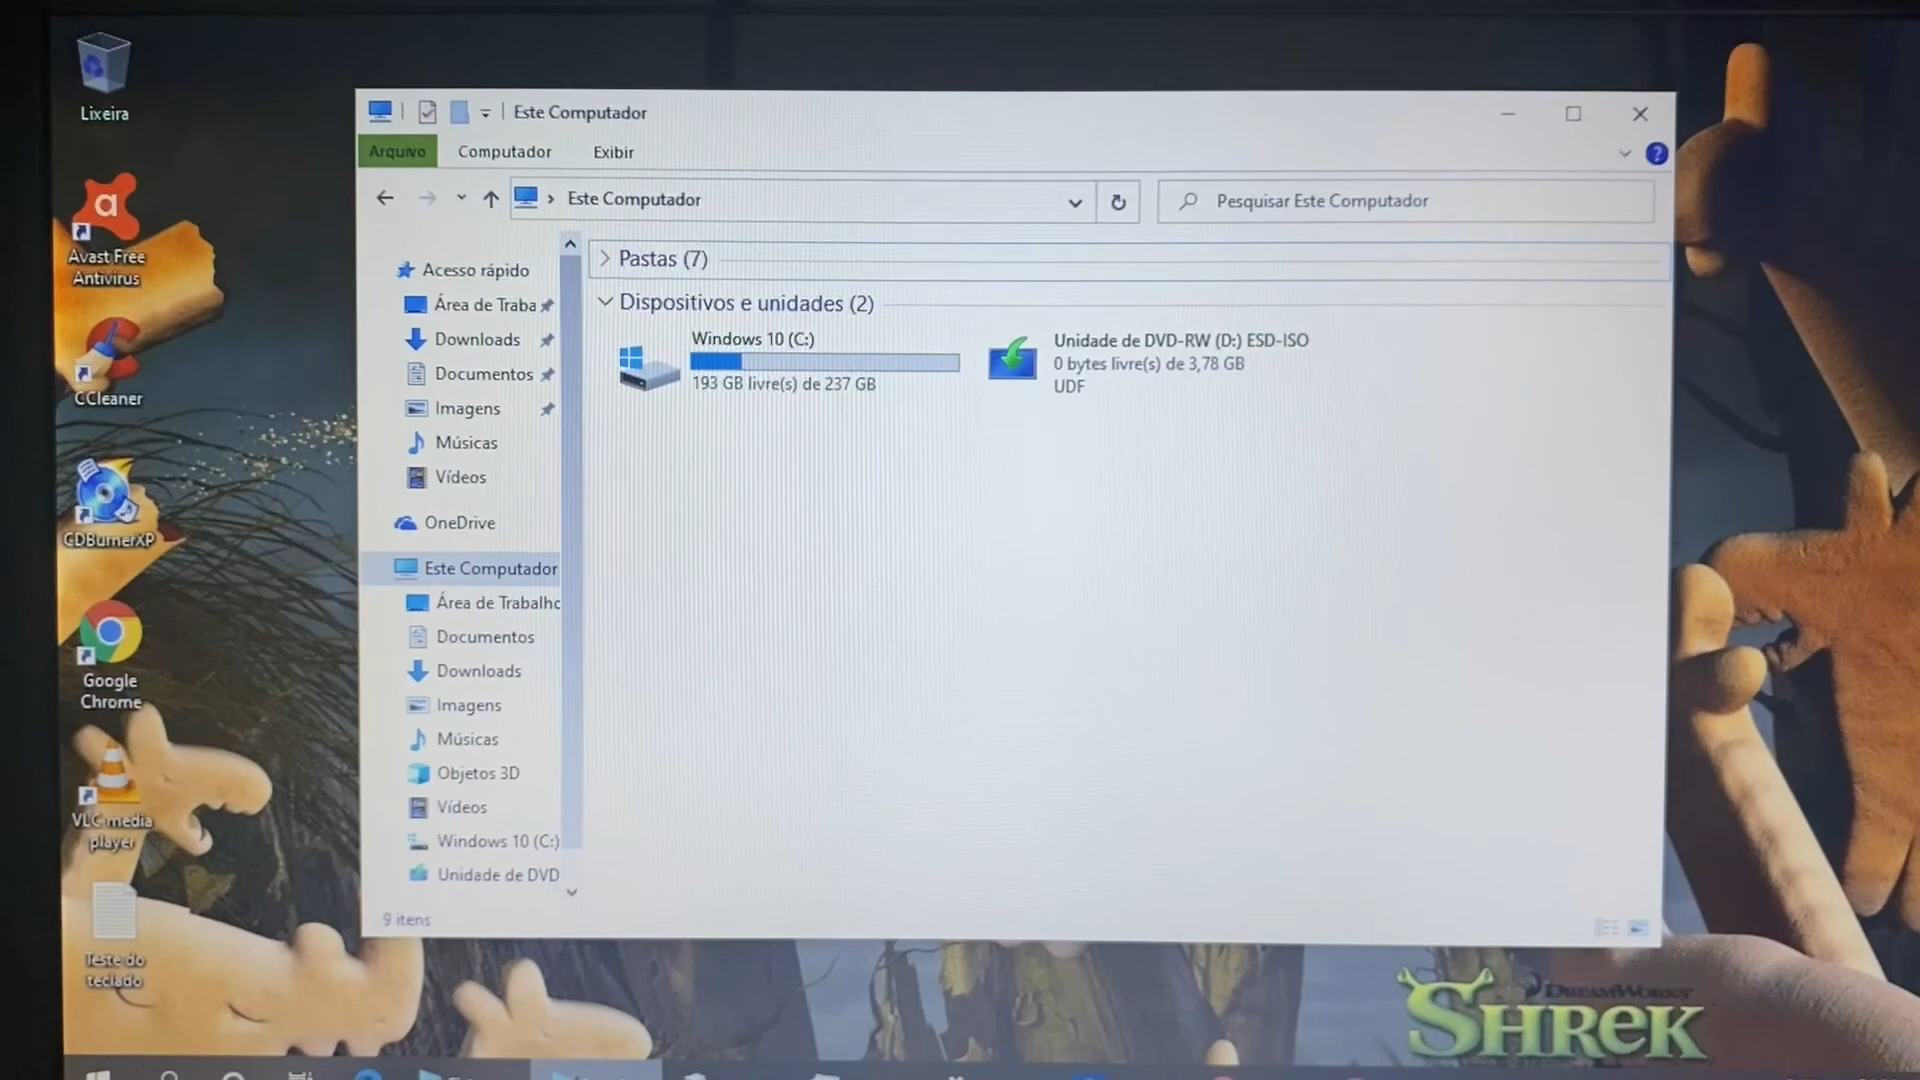 Lixeira
Avast Free
Antivirus
CCleaner
CDBurnerXP
Google
Chrome
VLC media
player
Teste do
teclado
Este Computador
Arquivo
Computador
Exibir
?
Este Computador
Pesquisar Este Computador
Acesso rápido
Área de Traba
Downloads
Documentos
Imagens
Músicas
Vídeos
OneDrive
Este Computador
Área de Trabalho
Documentos
Downloads
Imagens
Músicas
Objetos 3D
Vídeos
Windows 10 (C:)
Unidade de DVD
9 itens
Pastas (7)
Dispositivos e unidades (2)
Windows 10 (C:)
193 GB livre(s) de 237 GB
Unidade de DVD-RW (D:) ESD-ISO
0 bytes livre(s) de 3,78 GB
UDF
DREAMWORKS
SHREK